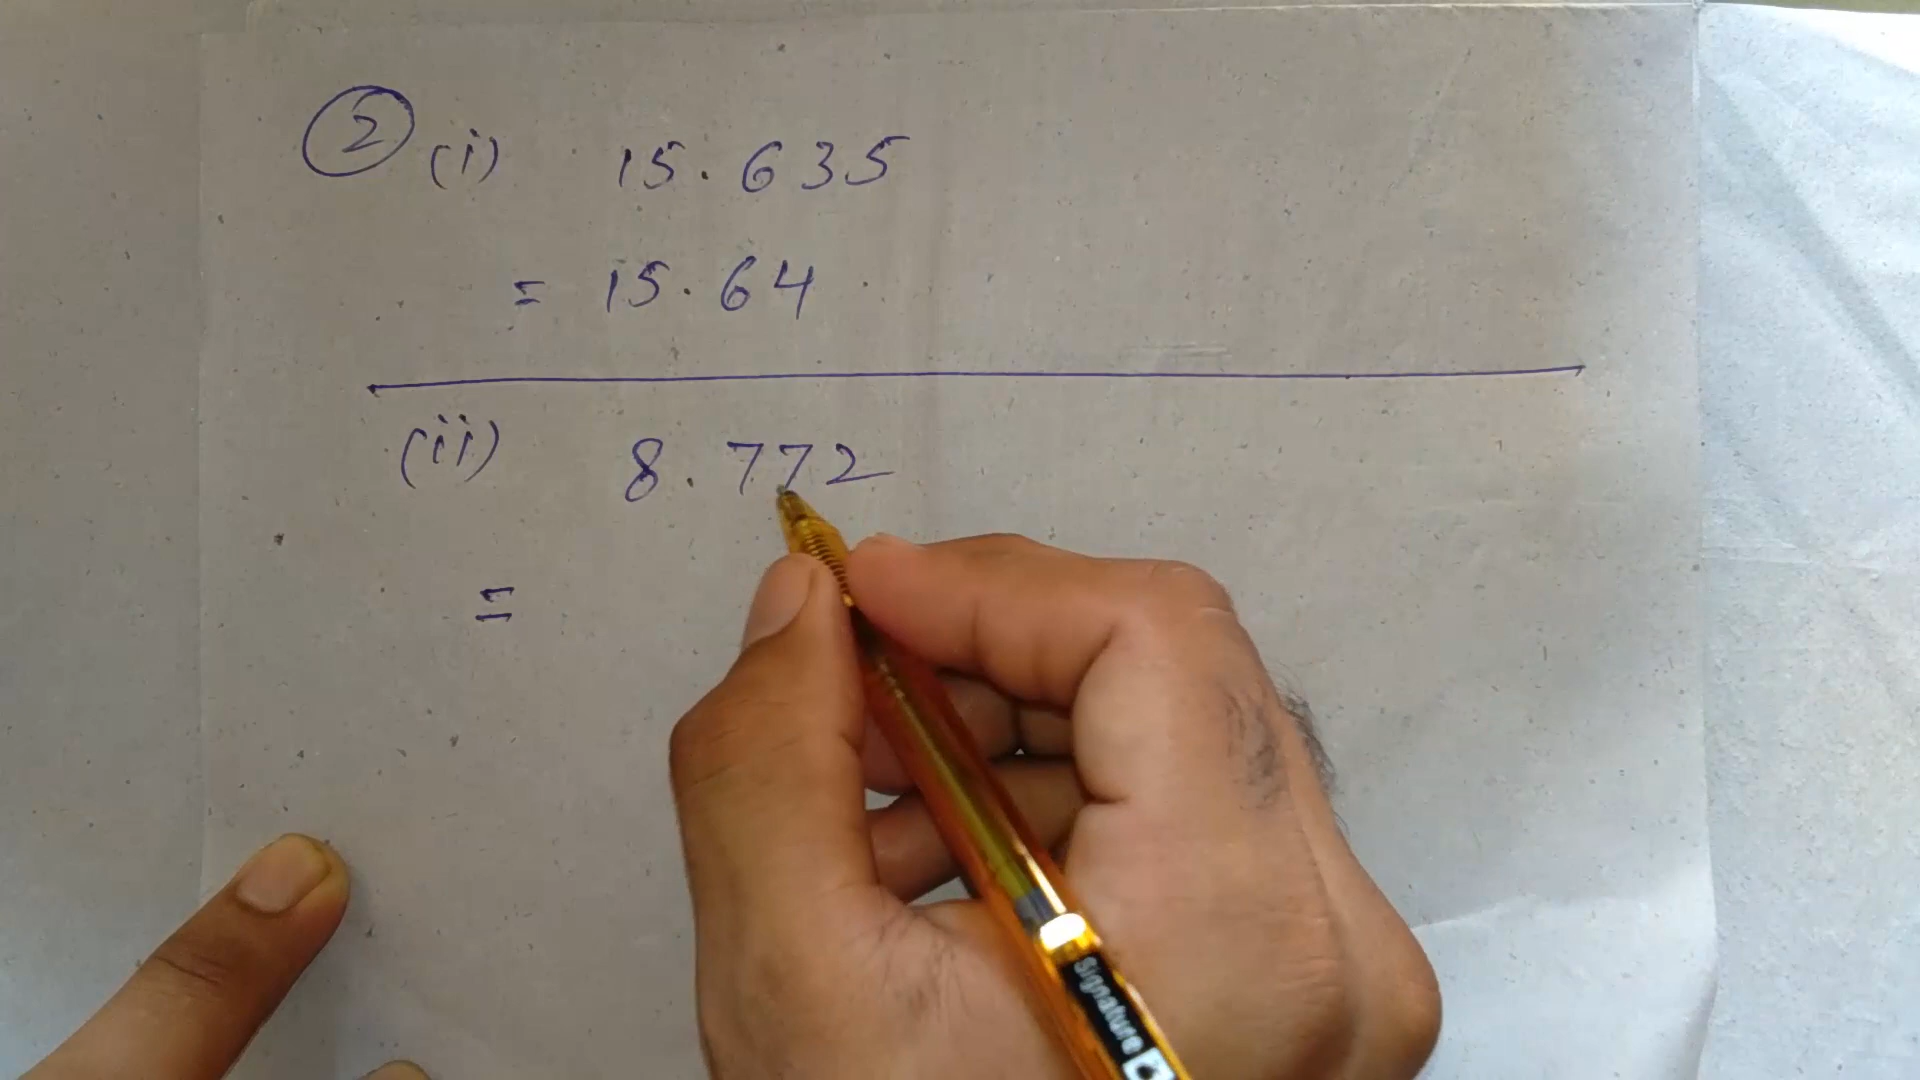 ② (i) 15.635
= 15.64
(ii) 8.772
=
Signature